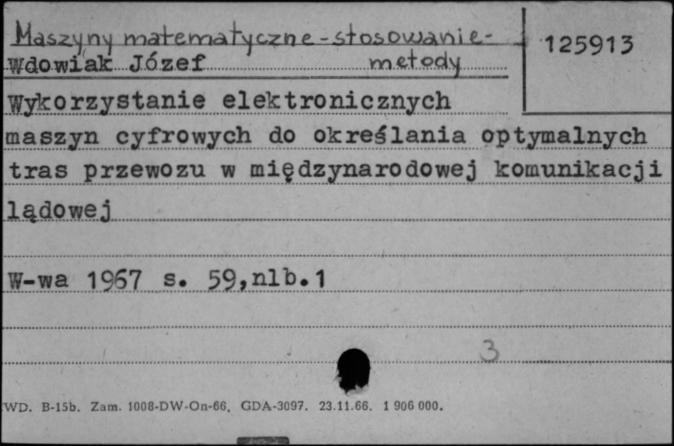 Maszyny matematyczne - stosowanie -
metody
125913
Wdowiak Józef
Wykorzystanie elektronicznych
maszyn cyfrowych do określania optymalnych
tras przewozu w międzynarodowej komunikacji
lądowej
W-wa 1967 s. 59,nlb.1
3
WD. B-15b. Zam. 1008-DW-On-66. GDA-3097. 23.11.66. 1 906 000.